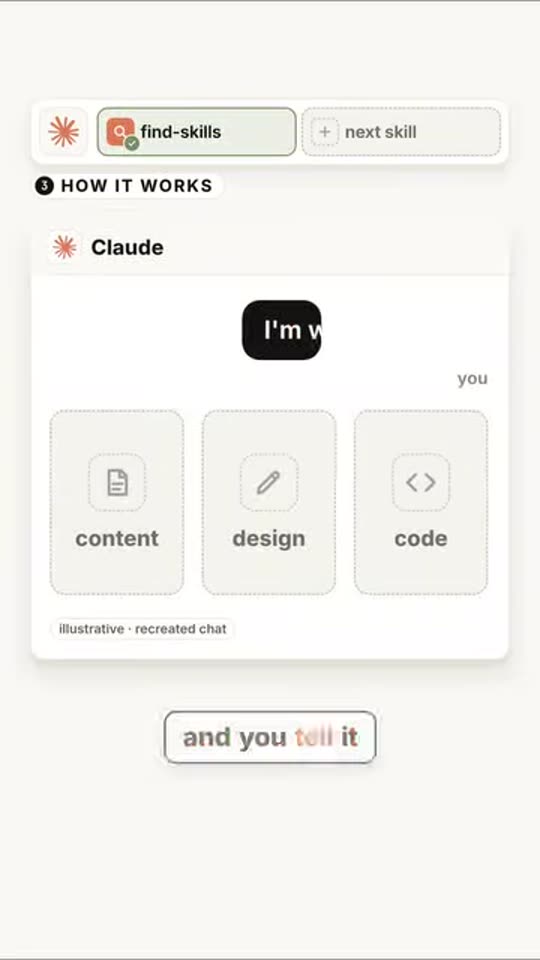 find-skills
next skill
3 HOW IT WORKS
Claude
I'm w
you
content
design
code
illustrative · recreated chat
and you tell it